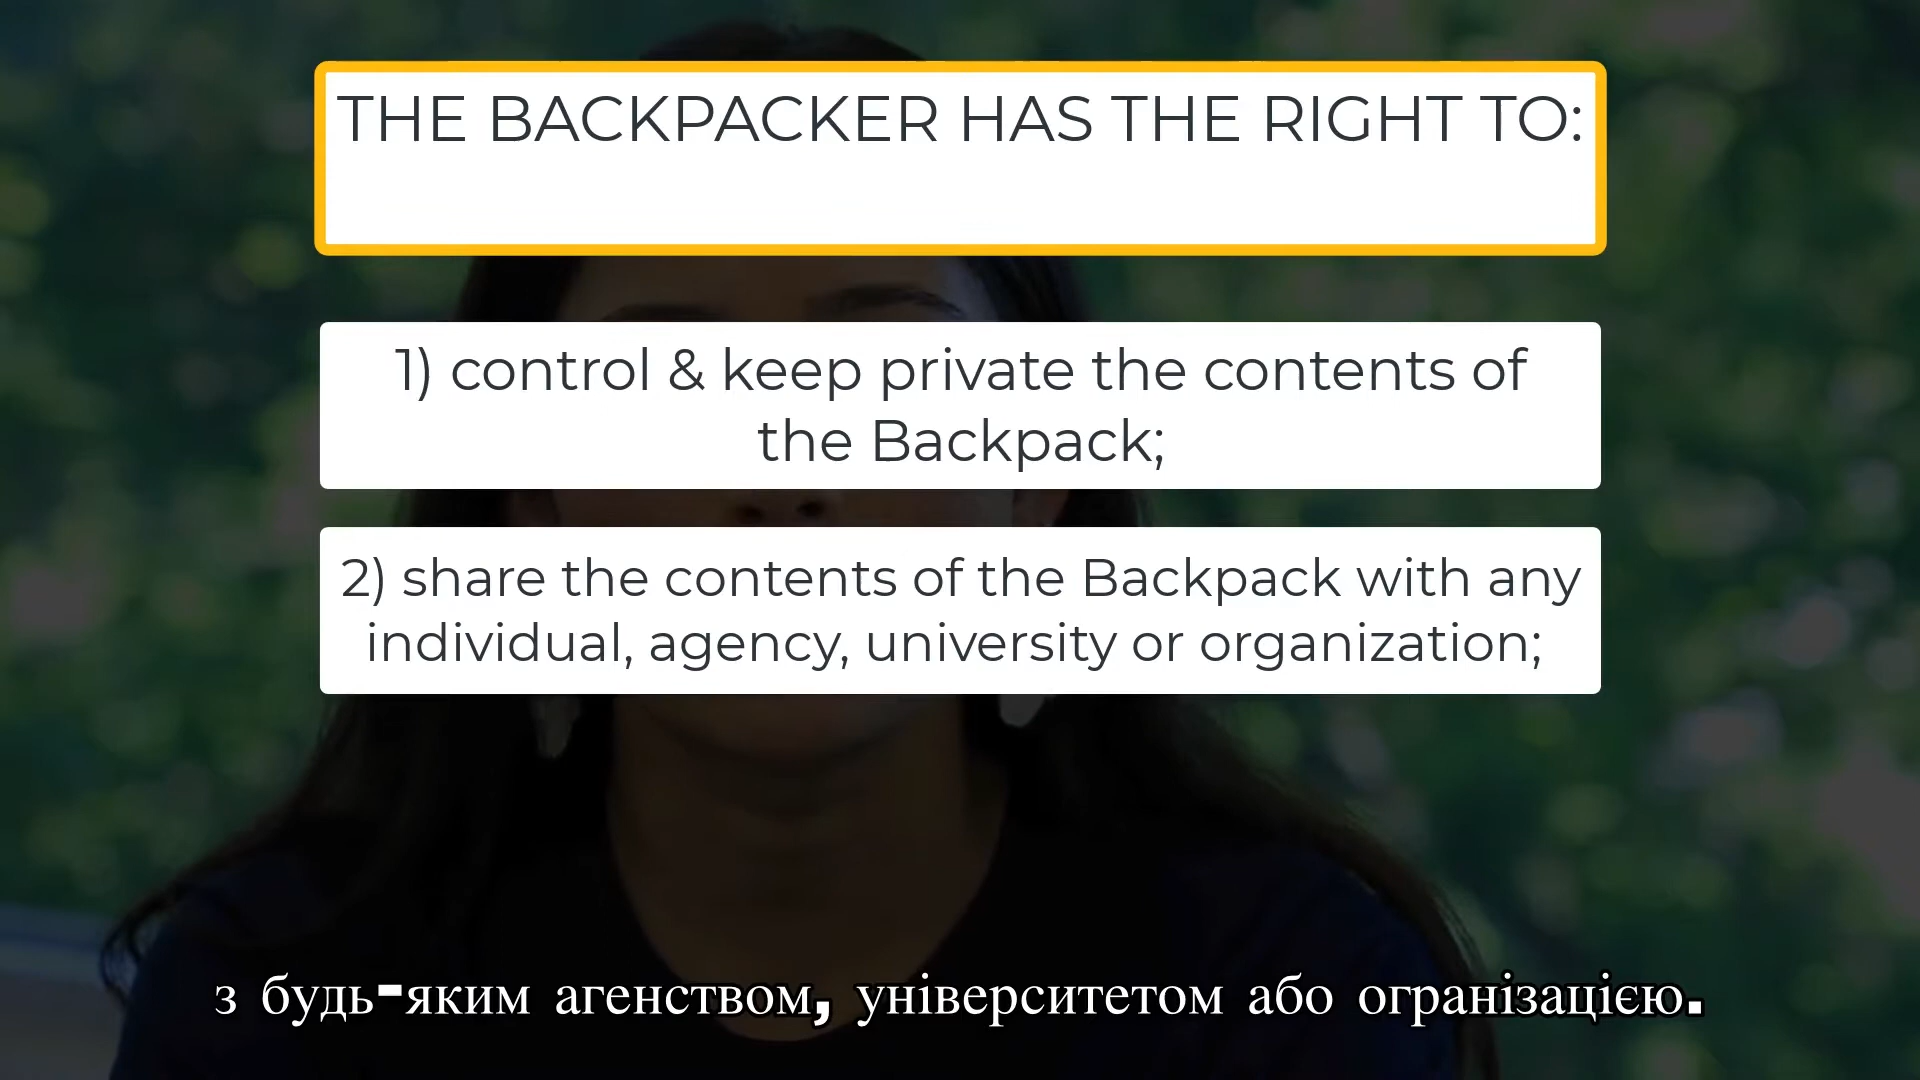 THE BACKPACKER HAS THE RIGHT TO:
1) control & keep private the contents of
the Backpack;
2) share the contents of the Backpack with any
individual, agency, university or organization;
з будь-яким агенством, університетом або огранізацією.